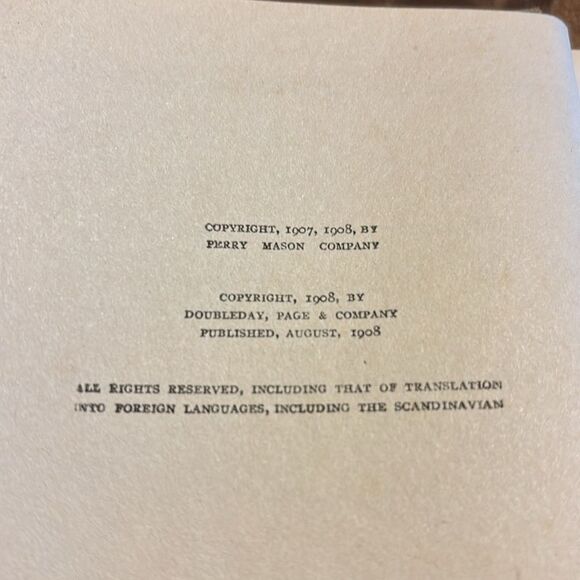 COPYRIGHT, 1907, 1908, BY
PERRY MASON COMPANY
COPYRIGHT, 1908, BY
DOUBLEDAY, PAGE & COMPANY
PUBLISHED, AUGUST, 1908
ALL RIGHTS RESERVED, INCLUDING THAT OF TRANSLATION
INTO FOREIGN LANGUAGES, INCLUDING THE SCANDINAVIAN